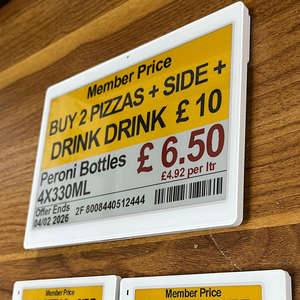 Member Price
BUY 2 PIZZAS + SIDE +
DRINK DRINK £ 10
Peroni Bottles
4X330ML
£ 6.50
£4.92 per ltr
Offer Ends
04/02 2026
2F 8008440512444
Member Price
Member Price